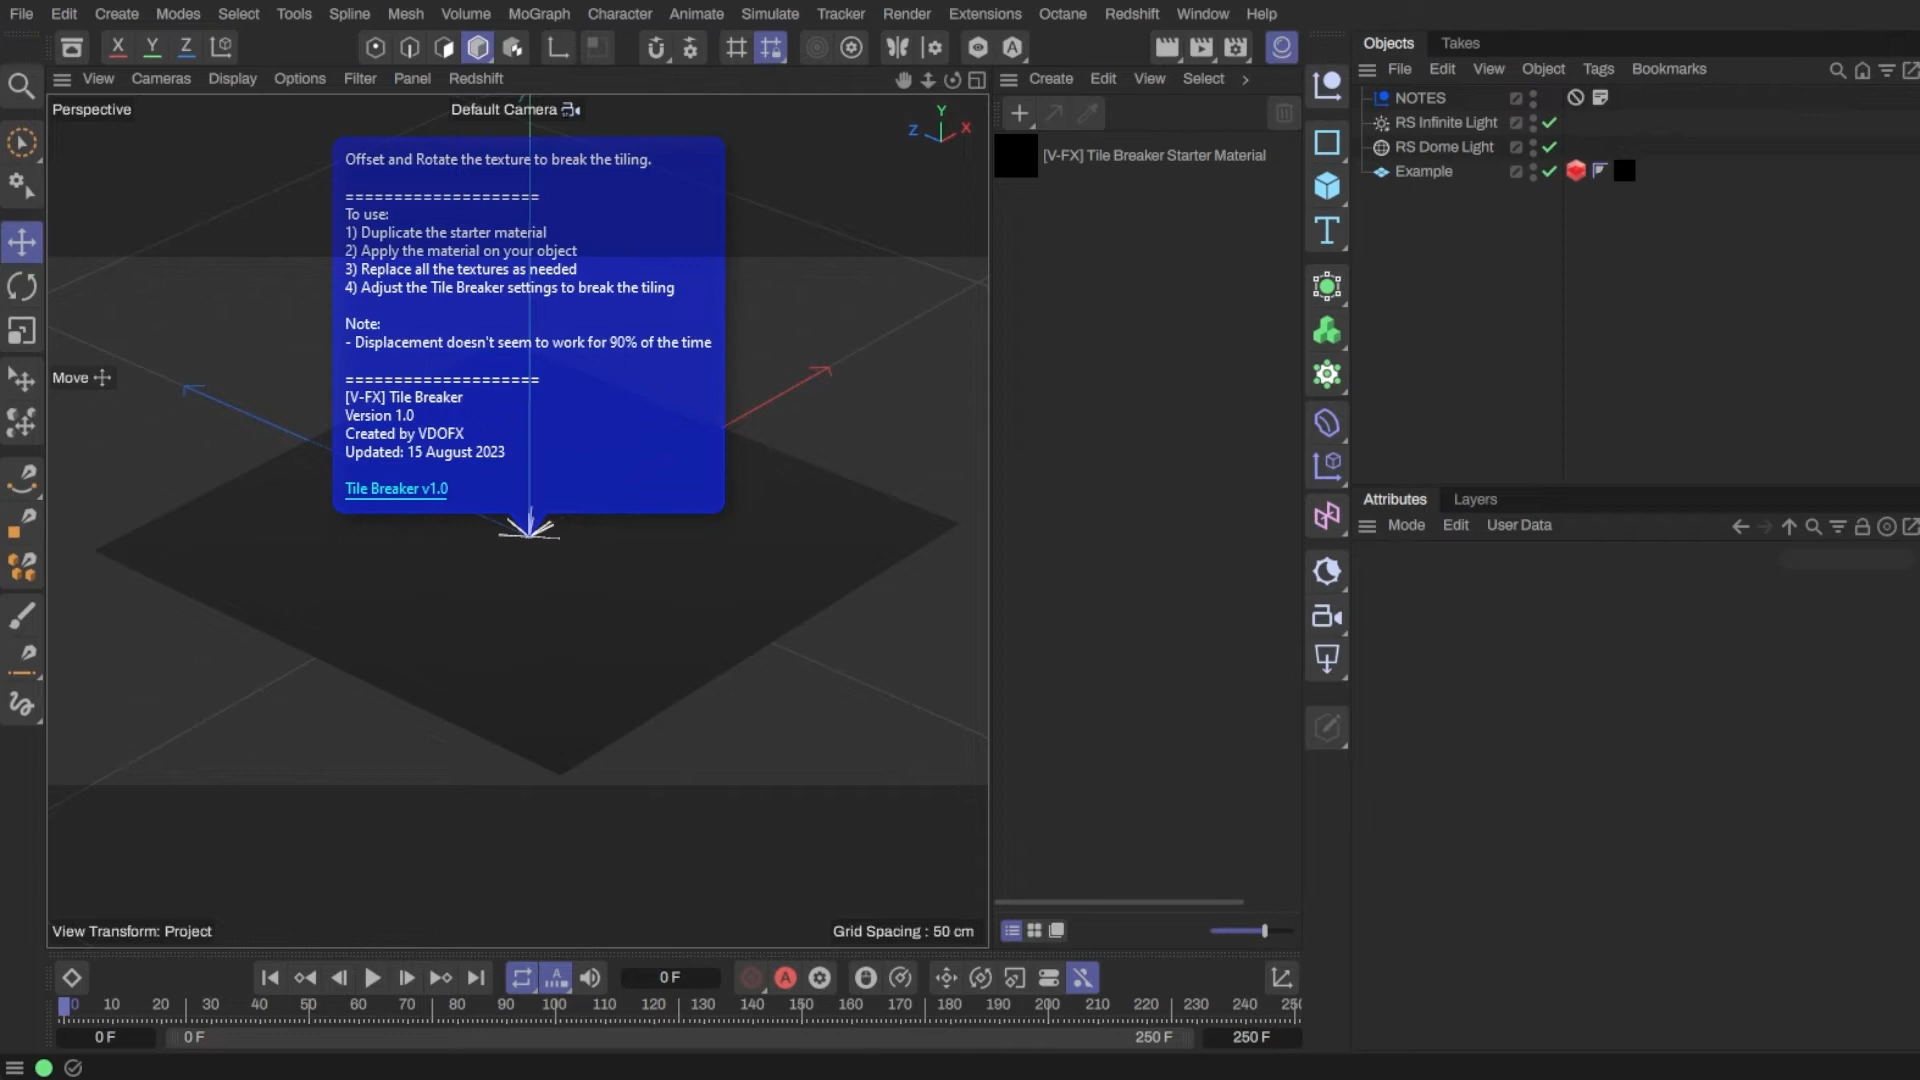 File Edit Create Modes Select Tools Spline Mesh Volume MoGraph Character Animate Simulate Tracker Render Extensions Octane Redshift Window Help
X Y Z
View Cameras Display Options Filter Panel Redshift
Perspective
Default Camera
Y
Z
X
Offset and Rotate the texture to break the tiling.
====================
To use:
1) Duplicate the starter material
2) Apply the material on your object
3) Replace all the textures as needed
4) Adjust the Tile Breaker settings to break the tiling
Note:
- Displacement doesn't seem to work for 90% of the time
====================
[V-FX] Tile Breaker
Version 1.0
Created by VDOFX
Updated: 15 August 2023
Tile Breaker v1.0
Move
View Transform: Project
Grid Spacing : 50 cm
Create Edit View Select
[V-FX] Tile Breaker Starter Material
Objects Takes
File Edit View Object Tags Bookmarks
NOTES
RS Infinite Light
RS Dome Light
Example
Attributes Layers
Mode Edit User Data
0 F
0 10 20 30 40 50 60 70 80 90 100 110 120 130 140 150 160 170 180 190 200 210 220 230 240 250
0 F 0 F 250 F 250 F